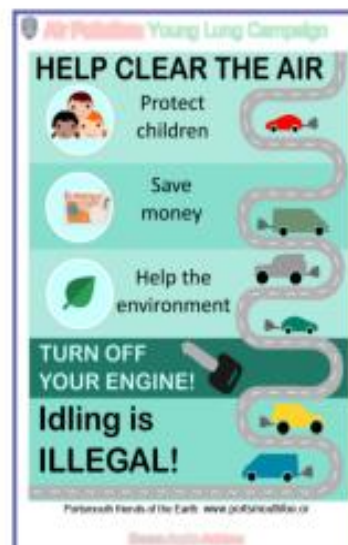 Air Pollution Young Lung Campaign
HELP CLEAR THE AIR
Protect
children
Save
money
Help the
environment
TURN OFF
YOUR ENGINE!
Idling is
ILLEGAL!
Portsmouth friends of the Earth